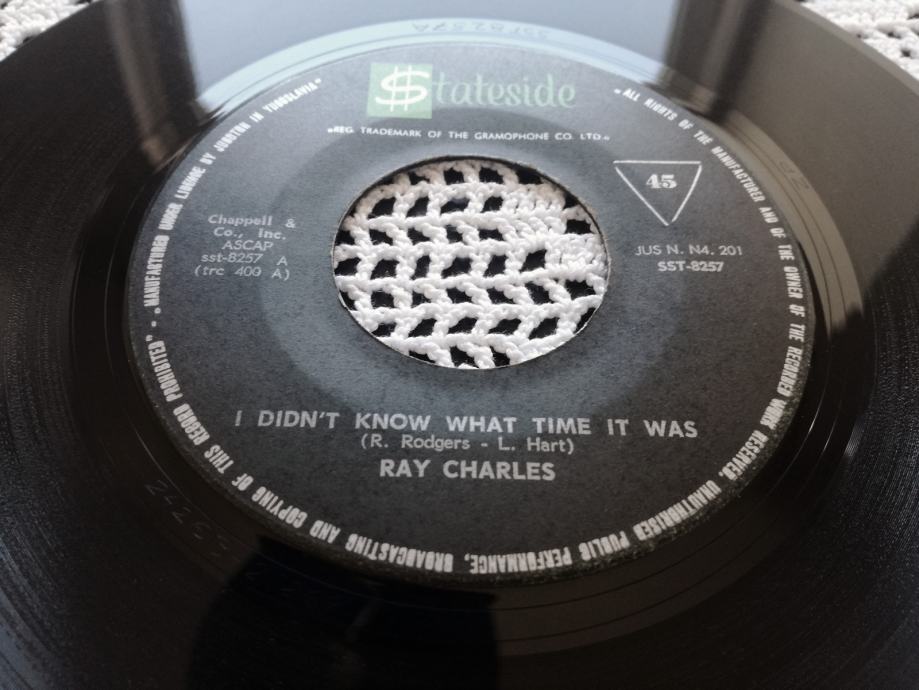 $tateside
„REG. TRADEMARK OF THE GRAMOPHONE CO. LTD.“
„MANUFARTURED UNDER LICENCE BY JUGOTON IN YUGOSLAVIA“
„ALL RIGHTS OF THE MANUFACTURER AND OF THE OWNER OF THE RECORDED WORK RESERVED. UNAUTHORISED PUBLIC PERFORMANCE, BROADCASTING AND COPYING OF THIS RECORD PROHIBITED“
45
Chappell &
Co., Inc.
ASCAP
sst-8257 A
(trc 400 A)
JUS N. N4. 201
SST-8257
I DIDN'T KNOW WHAT TIME IT WAS
(R. Rodgers - L. Hart)
RAY CHARLES